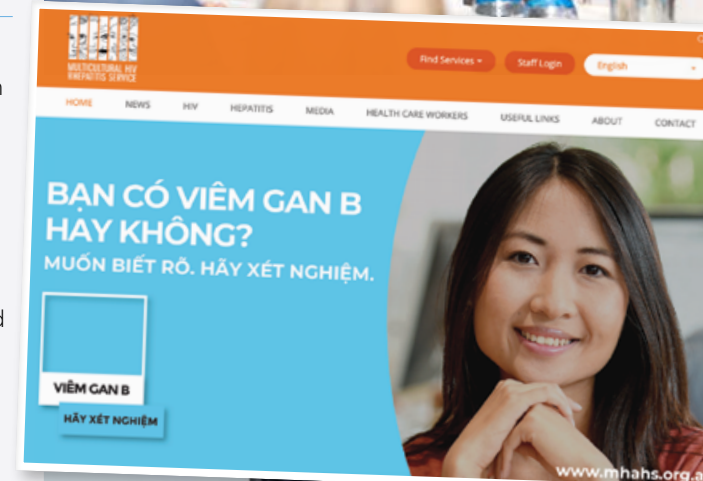 MULTICULTURAL HIV
& HEPATITIS SERVICE
Find Services
Staff Login
English
HOME NEWS HIV HEPATITIS MEDIA HEALTH CARE WORKERS USEFUL LINKS ABOUT CONTACT
BẠN CÓ VIÊM GAN B
HAY KHÔNG?
MUỐN BIẾT RÕ. HÃY XÉT NGHIỆM.
VIÊM GAN B
HÃY XÉT NGHIỆM
www.mhahs.org.a